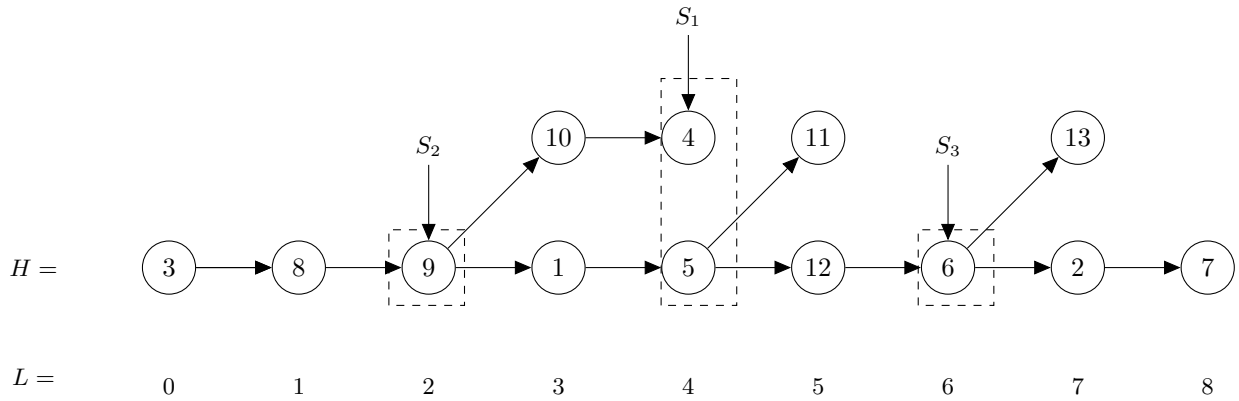 S₁
10 4 11 13
S₂ S₃
H = 3 8 9 1 5 12 6 2 7
L = 0 1 2 3 4 5 6 7 8